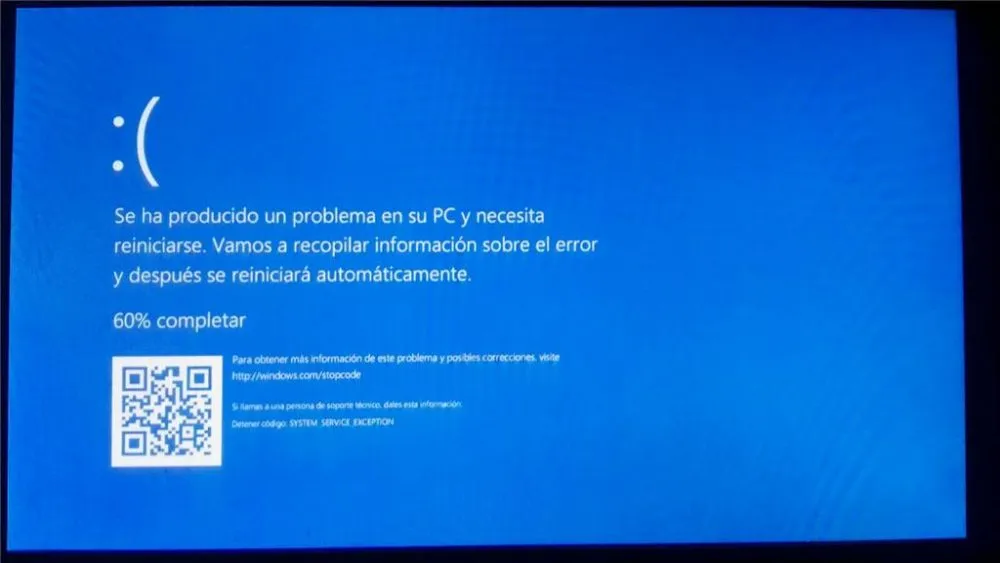 :(
Se ha producido un problema en su PC y necesita
reiniciarse. Vamos a recopilar información sobre el error
y después se reiniciará automáticamente.
60% completar
Para obtener más información de este problema y posibles correcciones, visite
http://windows.com/stopcode
Si llamas a una persona de soporte técnico, dales esta información:
Detener código: SYSTEM_SERVICE_EXCEPTION